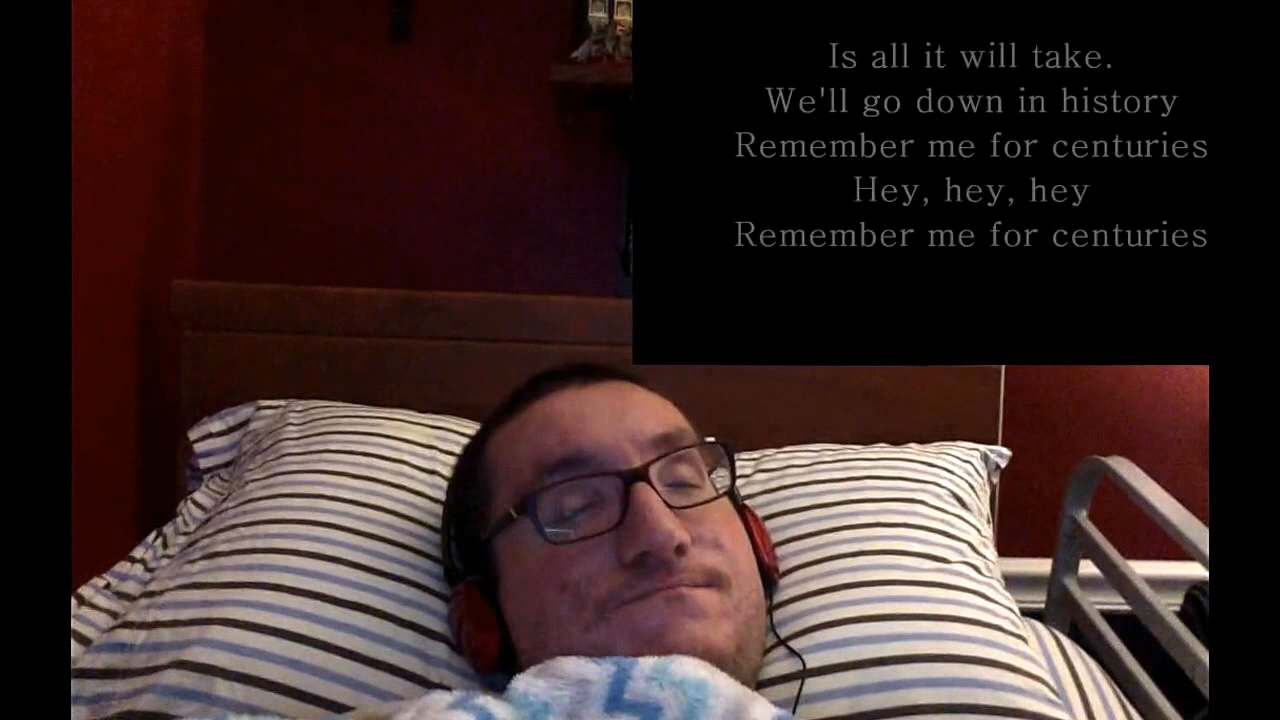 Is all it will take.
We'll go down in history
Remember me for centuries
Hey, hey, hey
Remember me for centuries